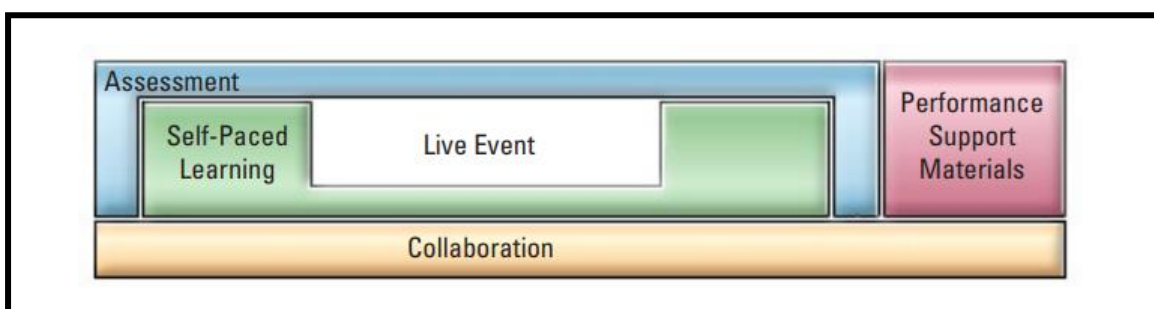 Assessment
Self-Paced
Learning
Live Event
Performance
Support
Materials
Collaboration